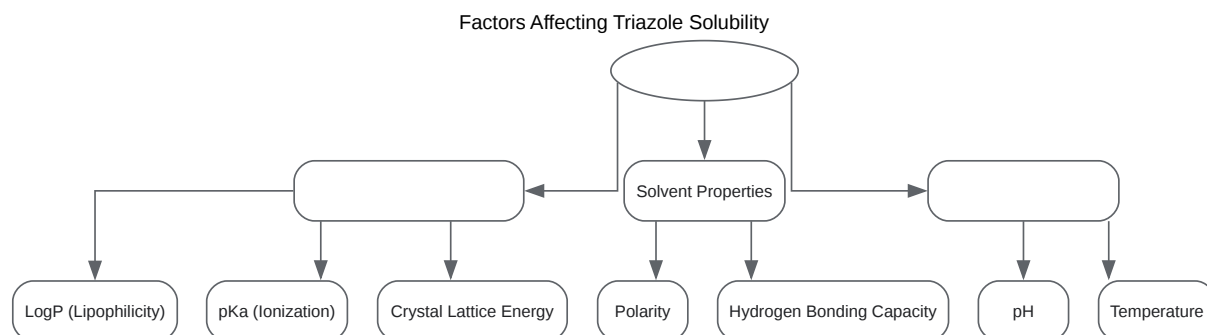 Factors Affecting Triazole Solubility
Solvent Properties
LogP (Lipophilicity)
pKa (Ionization)
Crystal Lattice Energy
Polarity
Hydrogen Bonding Capacity
pH
Temperature